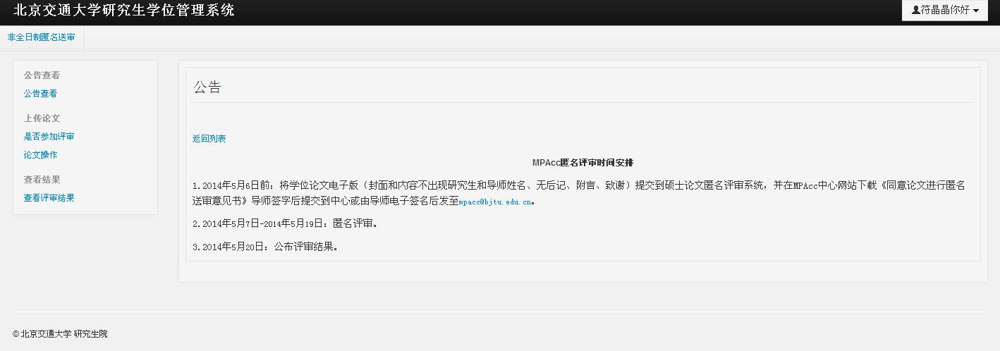 北京交通大学研究生学位管理系统
符晶晶你好
非全日制匿名送审
公告查看
公告查看
上传论文
是否参加评审
论文操作
查看结果
查看评审结果
公告
返回列表
MPAcc匿名评审时间安排
1.2014年5月6日前：将学位论文电子版（封面和内容不出现研究生和导师姓名、无后记、附言、致谢）提交到硕士论文匿名评审系统，并在MPAcc中心网站下载《同意论文进行匿名
送审意见书》导师签字后提交到中心或由导师电子签名后发至mpacc@bjtu.edu.cn。
2.2014年5月7日-2014年5月19日：匿名评审。
3.2014年5月20日：公布评审结果。
© 北京交通大学 研究生院